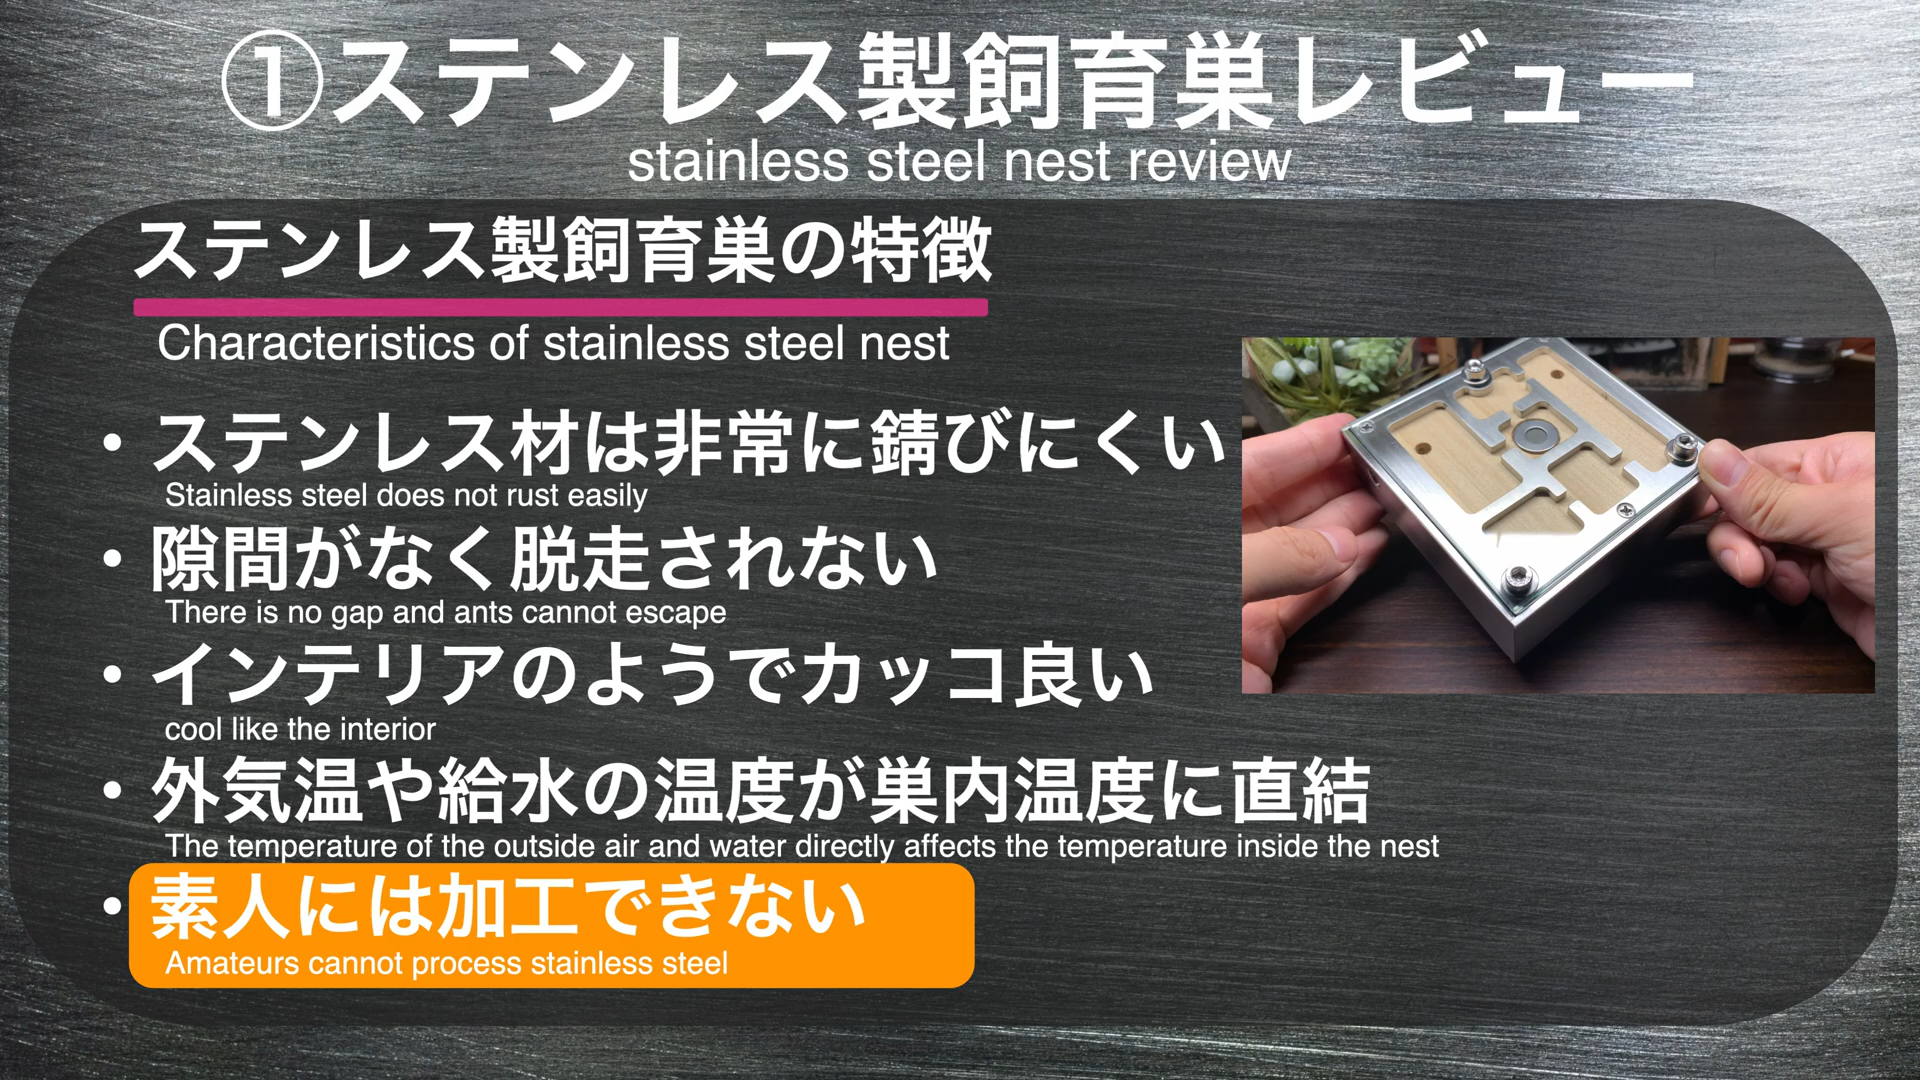 ①ステンレス製飼育巣レビュー
stainless steel nest review
ステンレス製飼育巣の特徴
Characteristics of stainless steel nest
• ステンレス材は非常に錆びにくい
Stainless steel does not rust easily
• 隙間がなく脱走されない
There is no gap and ants cannot escape
• インテリアのようでカッコ良い
cool like the interior
• 外気温や給水の温度が巣内温度に直結
The temperature of the outside air and water directly affects the temperature inside the nest
• 素人には加工できない
Amateurs cannot process stainless steel